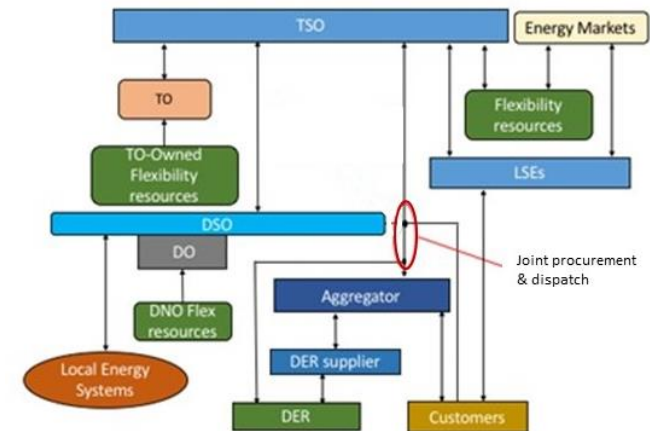 TSO
Energy Markets
TO
Flexibility
resources
TO-Owned
Flexibility
resources
LSEs
DSO
DO
Joint procurement
& dispatch
Aggregator
DNO Flex
resources
DER supplier
Local Energy
Systems
DER
Customers